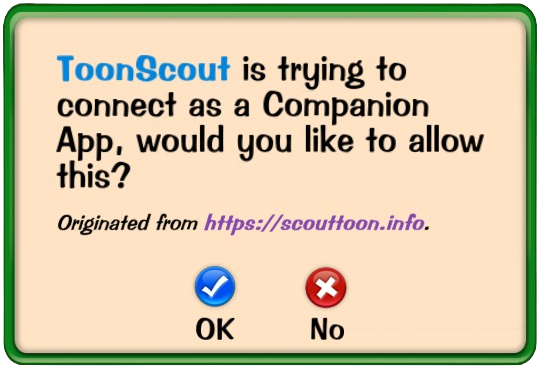 ToonScout is trying to
connect as a Companion
App, would you like to allow
this?
Originated from https://scouttoon.info.
OK No